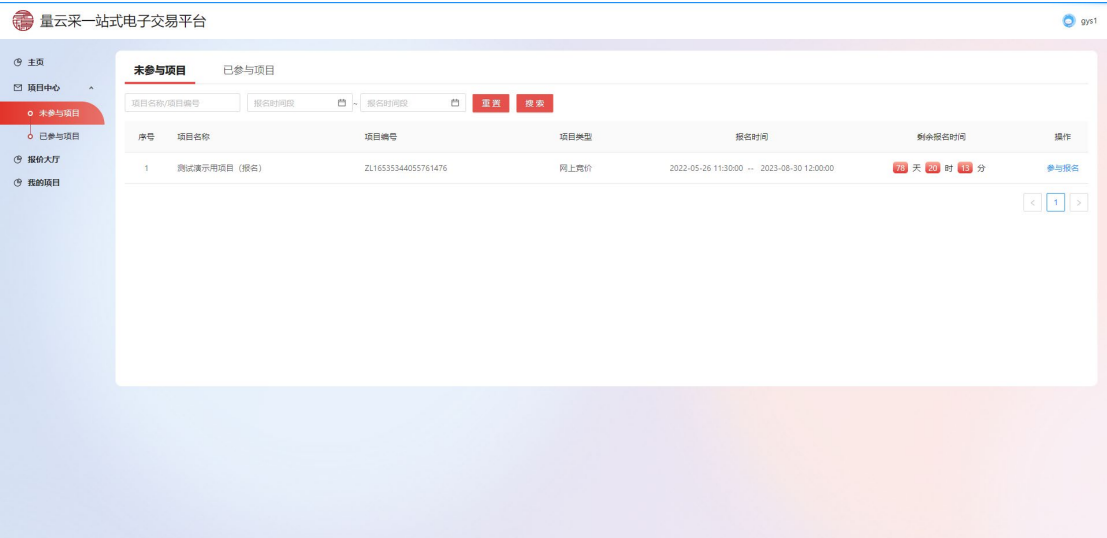 量云采一站式电子交易平台
gys1
主页
项目中心
未参与项目
已参与项目
报价大厅
我的项目
未参与项目 已参与项目
项目名称/项目编号 报名时间段 ~ 报名时间段 重置 搜索
序号 项目名称 项目编号 项目类型 报名时间 剩余报名时间 操作
1 测试演示用项目（报名） ZL16535344055761476 网上竞价 2022-05-26 11:30:00 -- 2023-08-30 12:00:00 78 天 20 时 13 分 参与报名
< 1 >